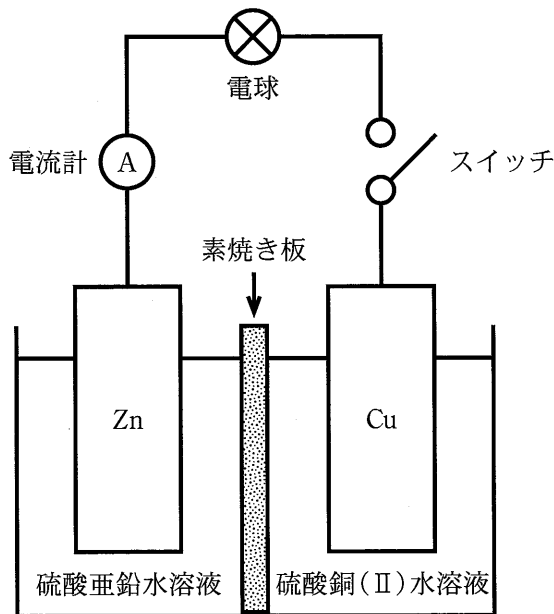 電球
電流計
A
スイッチ
素焼き板
Zn
Cu
硫酸亜鉛水溶液
硫酸銅(Ⅱ)水溶液